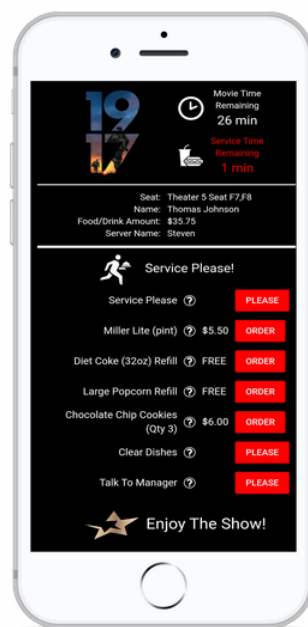 19
17
Movie Time
Remaining
26 min
Service Time
Remaining
1 min
Seat: Theater 5 Seat F7,F8
Name: Thomas Johnson
Food/Drink Amount: $35.75
Server Name: Steven
Service Please!
Service Please ? PLEASE
Miller Lite (pint) ? $5.50 ORDER
Diet Coke (32oz) Refill ? FREE ORDER
Large Popcorn Refill ? FREE ORDER
Chocolate Chip Cookies
(Qty 3) ? $6.00 ORDER
Clear Dishes ? PLEASE
Talk To Manager ? PLEASE
Enjoy The Show!